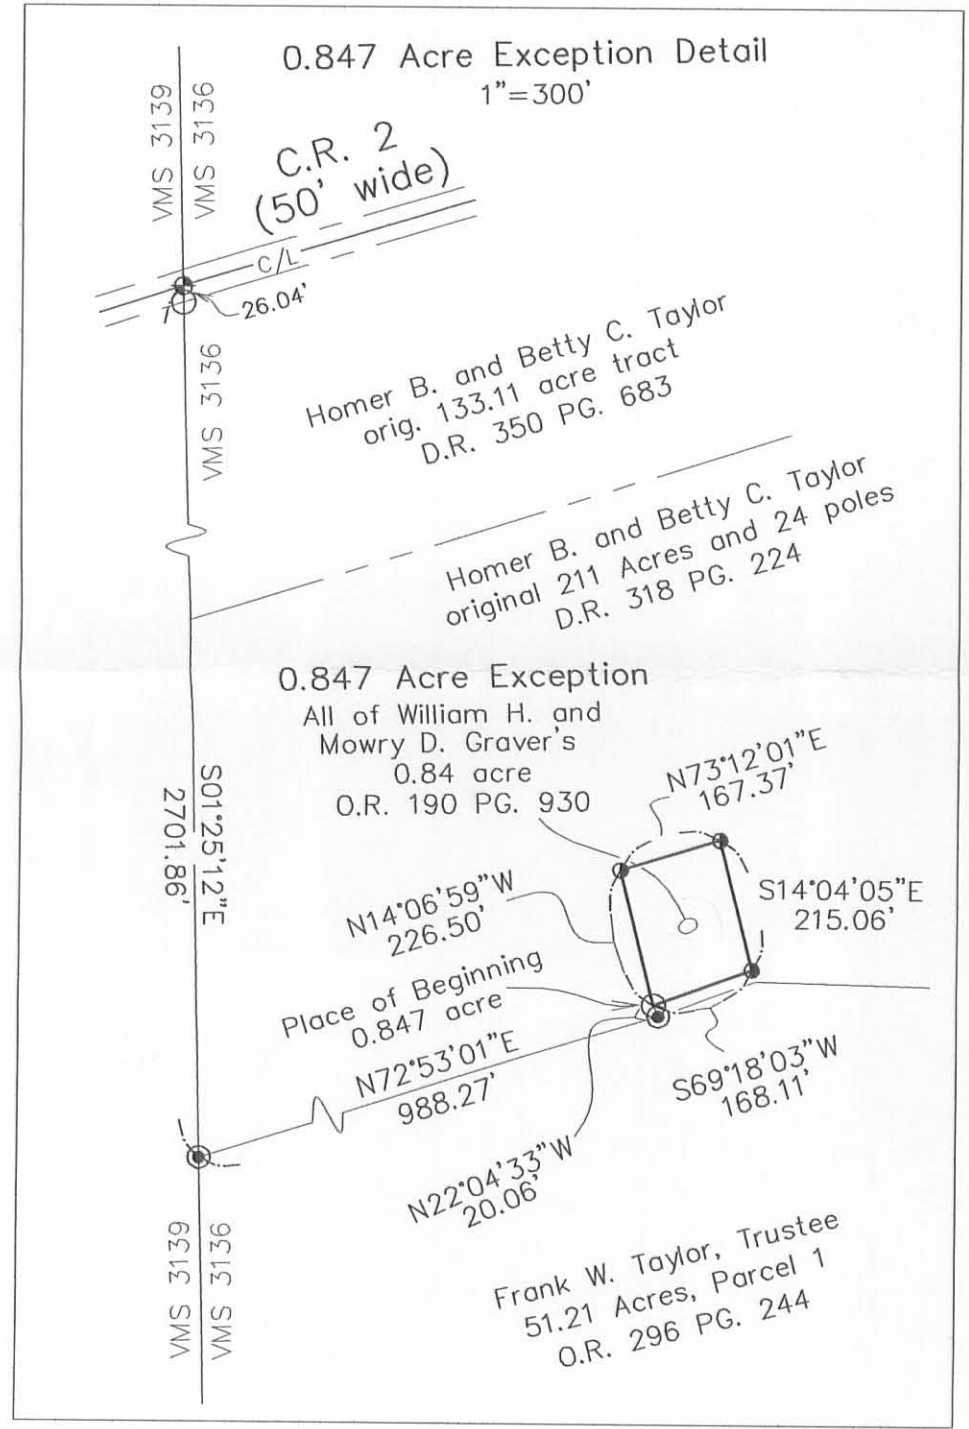 0.847 Acre Exception Detail
1"=300'
VMS 3139
VMS 3136
C.R. 2
(50' wide)
C/L
26.04'
VMS 3136
Homer B. and Betty C. Taylor
orig. 133.11 acre tract
D.R. 350 PG. 683
Homer B. and Betty C. Taylor
original 211 Acres and 24 poles
D.R. 318 PG. 224
0.847 Acre Exception
All of William H. and
Mowry D. Graver's
0.84 acre
O.R. 190 PG. 930
N73°12'01"E
167.37'
S01°25'12"E
2701.86'
N14°06'59"W
226.50'
S14°04'05"E
215.06'
Place of Beginning
0.847 acre
N72°53'01"E
988.27'
S69°18'03"W
168.11'
N22°04'33"W
20.06'
VMS 3139
VMS 3136
Frank W. Taylor, Trustee
51.21 Acres, Parcel 1
O.R. 296 PG. 244